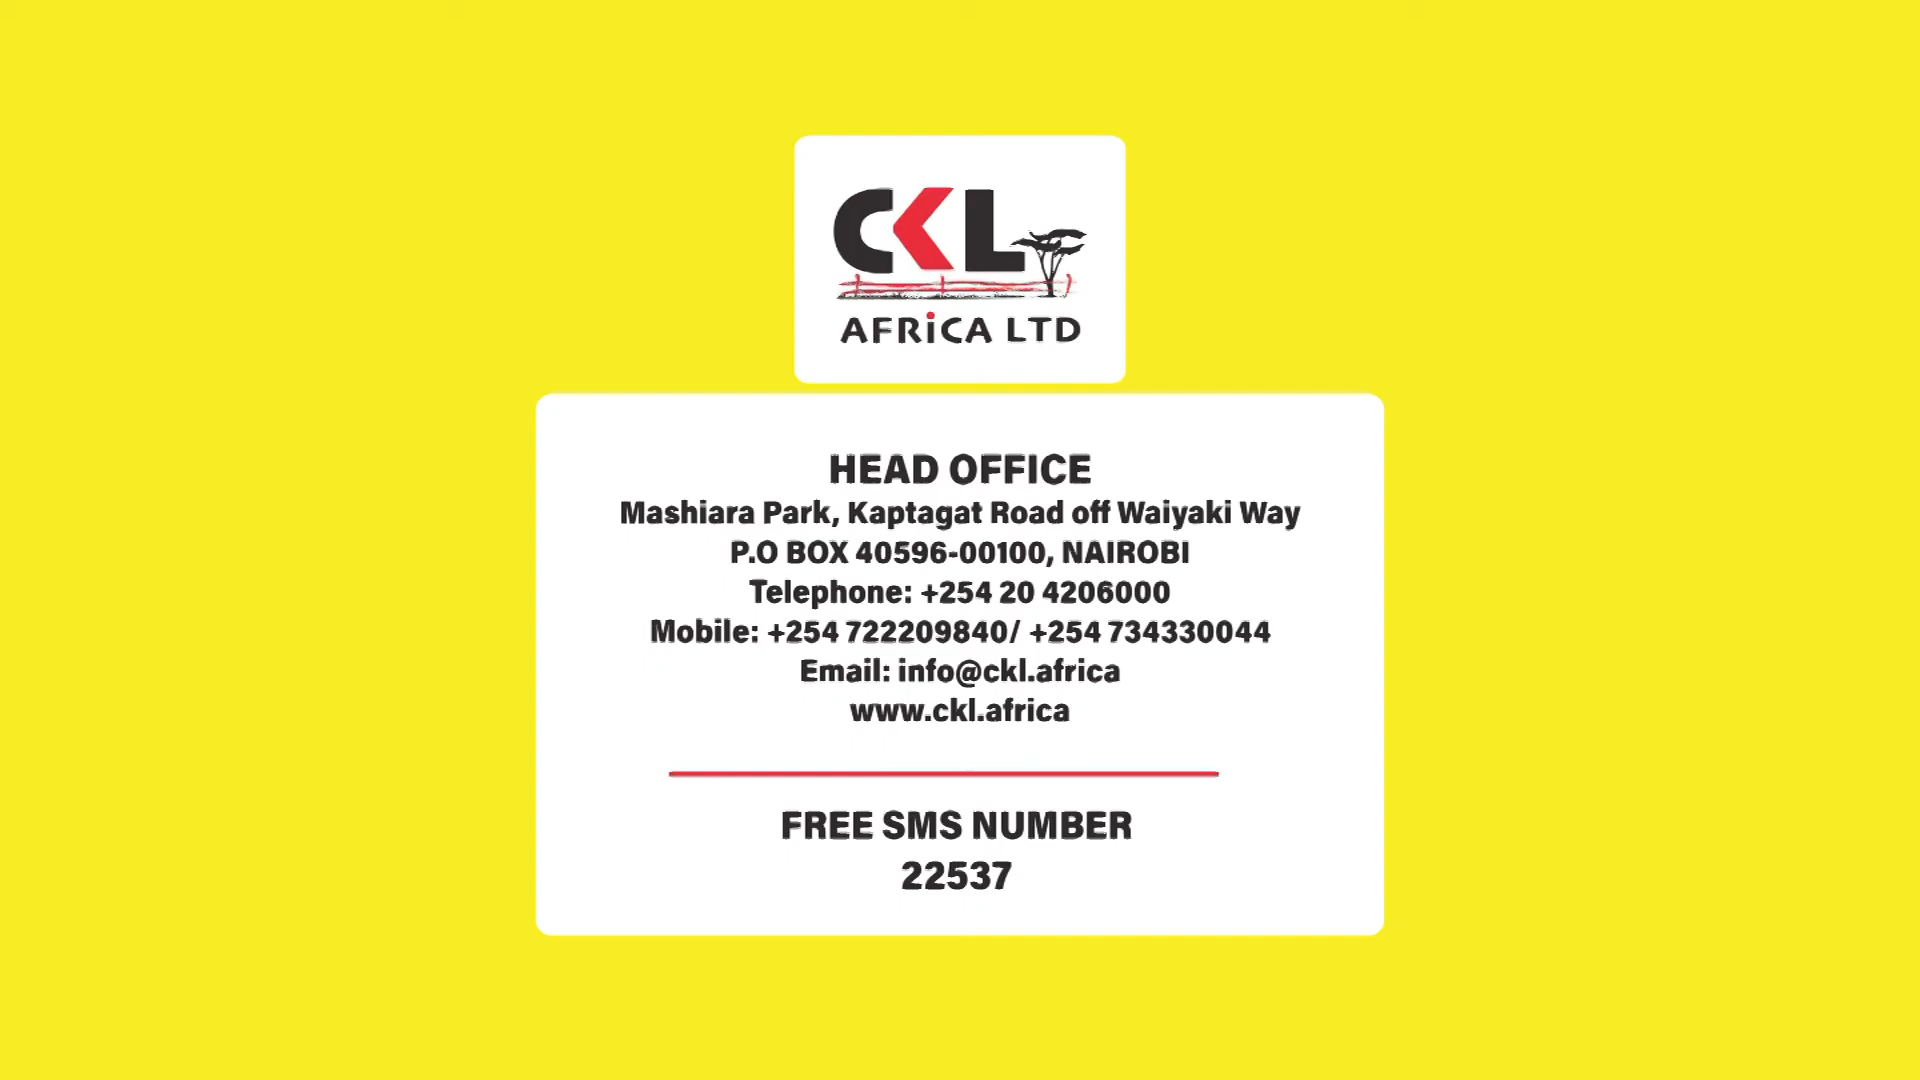 CKL
AFRiCA LTD
HEAD OFFICE
Mashiara Park, Kaptagat Road off Waiyaki Way
P.O BOX 40596-00100, NAIROBI
Telephone: +254 20 4206000
Mobile: +254 722209840/ +254 734330044
Email: info@ckl.africa
www.ckl.africa
FREE SMS NUMBER
22537